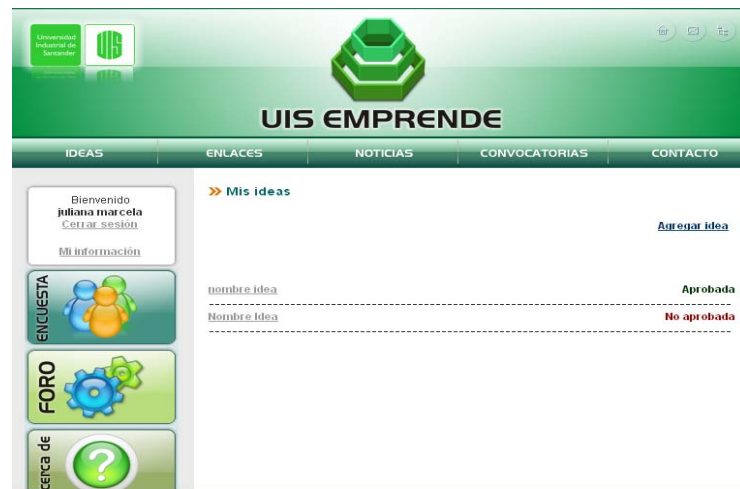 Universidad
Industrial de
Santander
UIS
UIS EMPRENDE
IDEAS
ENLACES
NOTICIAS
CONVOCATORIAS
CONTACTO
Bienvenido
juliana marcela
Cerrar sesión
Mi información
ENCUESTA
FORO
cerca de
Mis ideas
Agregar idea
nombre idea Aprobada
Nombre Idea No aprobada